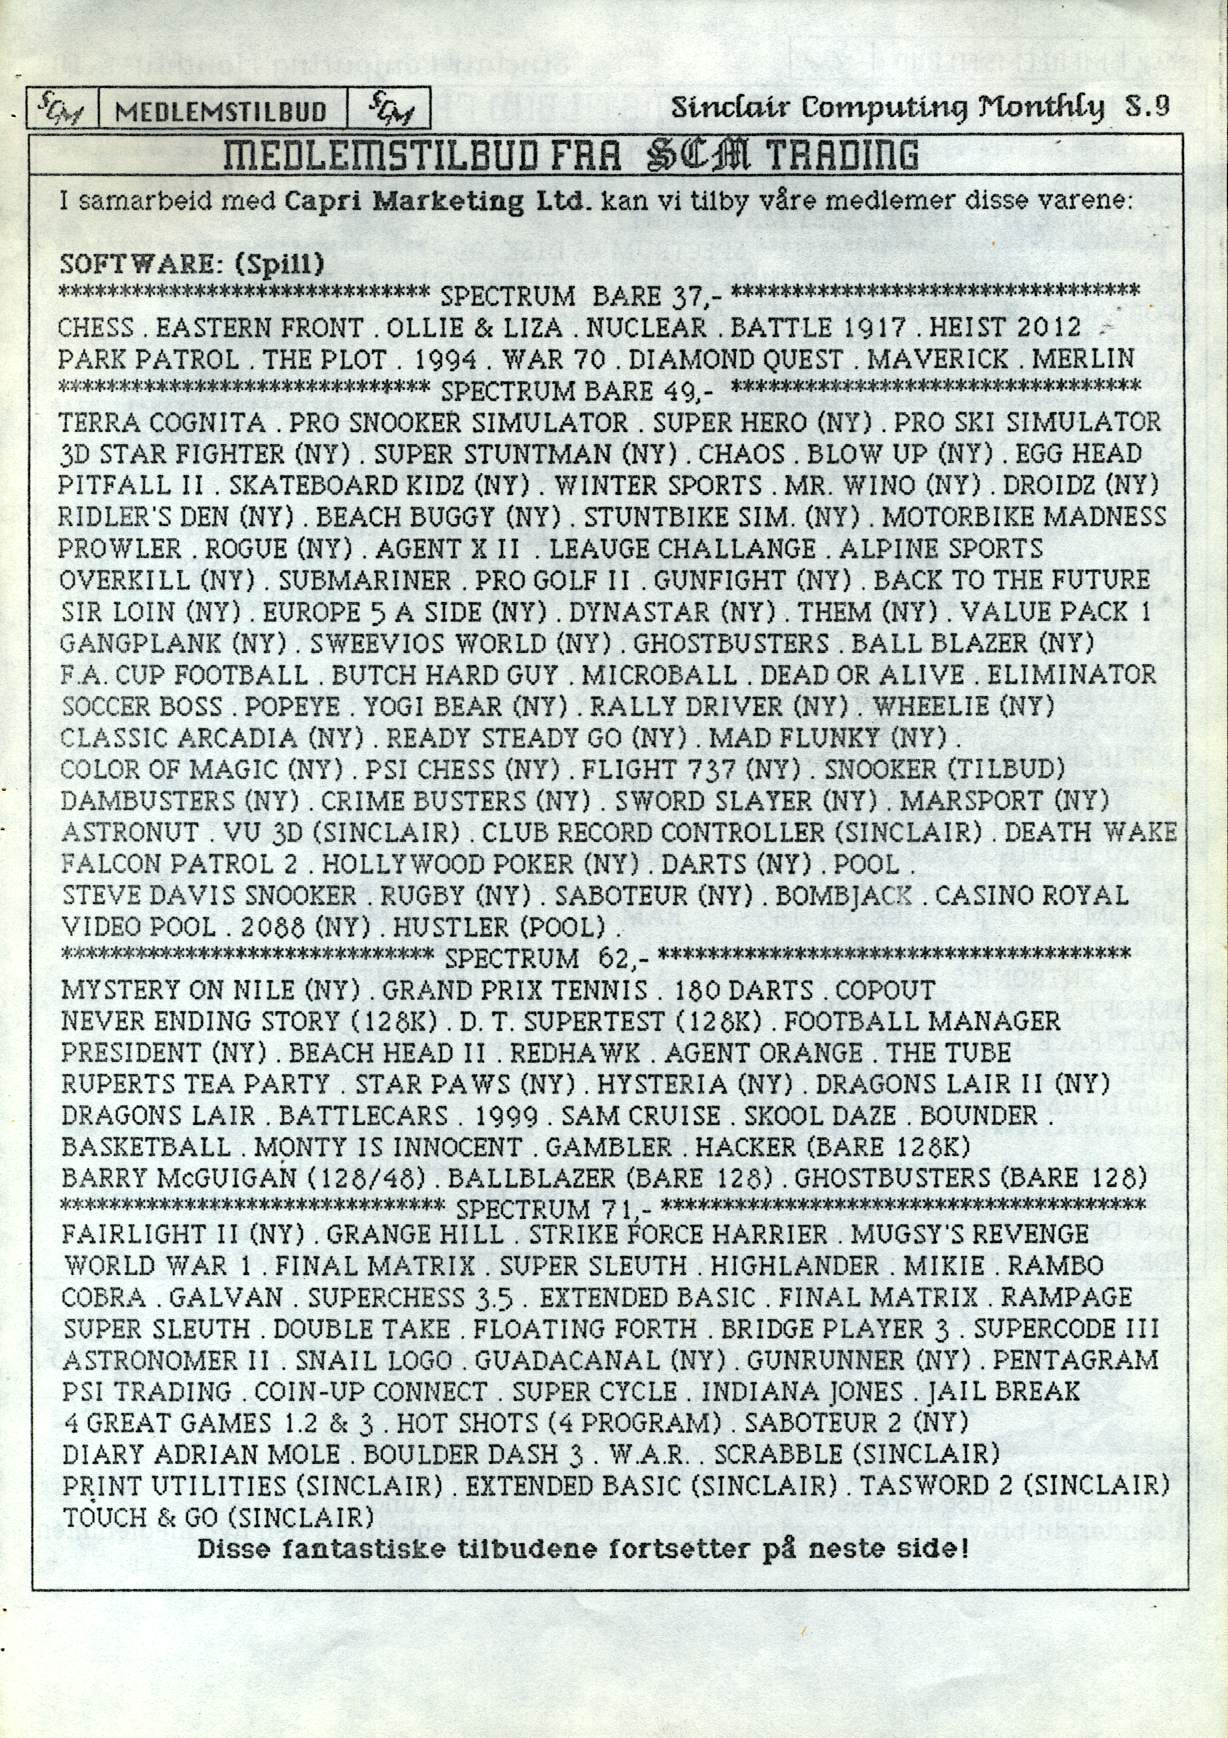 SCM MEDLEMSTILBUD SCM Sinclair Computing Monthly S.9
MEDLEMSTILBUD FRA SCM TRADING
I samarbeid med Capri Marketing Ltd. kan vi tilby våre medlemer disse varene:
SOFTWARE: (Spill)
****************************** SPECTRUM BARE 37,- *********************************
CHESS . EASTERN FRONT . OLLIE & LIZA . NUCLEAR . BATTLE 1917 . HEIST 2012
PARK PATROL . THE PLOT . 1994 . WAR 70 . DIAMOND QUEST . MAVERICK . MERLIN
****************************** SPECTRUM BARE 49,- *********************************
TERRA COGNITA . PRO SNOOKER SIMULATOR . SUPER HERO (NY) . PRO SKI SIMULATOR
3D STAR FIGHTER (NY) . SUPER STUNTMAN (NY) . CHAOS . BLOW UP (NY) . EGG HEAD
PITFALL II . SKATEBOARD KIDZ (NY) . WINTER SPORTS . MR. WINO (NY) . DROIDZ (NY)
RIDLER'S DEN (NY) . BEACH BUGGY (NY) . STUNTBIKE SIM. (NY) . MOTORBIKE MADNESS
PROWLER . ROGUE (NY) . AGENT X II . LEAUGE CHALLANGE . ALPINE SPORTS
OVERKILL (NY) . SUBMARINER . PRO GOLF II . GUNFIGHT (NY) . BACK TO THE FUTURE
SIR LOIN (NY) . EUROPE 5 A SIDE (NY) . DYNASTAR (NY) . THEM (NY) . VALUE PACK 1
GANGPLANK (NY) . SWEEVIOS WORLD (NY) . GHOSTBUSTERS . BALL BLAZER (NY)
F.A. CUP FOOTBALL . BUTCH HARD GUY . MICROBALL . DEAD OR ALIVE . ELIMINATOR
SOCCER BOSS . POPEYE . YOGI BEAR (NY) . RALLY DRIVER (NY) . WHEELIE (NY)
CLASSIC ARCADIA (NY) . READY STEADY GO (NY) . MAD FLUNKY (NY) .
COLOR OF MAGIC (NY) . PSI CHESS (NY) . FLIGHT 737 (NY) . SNOOKER (TILBUD)
DAMBUSTERS (NY) . CRIME BUSTERS (NY) . SWORD SLAYER (NY) . MARSPORT (NY)
ASTRONUT . VU 3D (SINCLAIR) . CLUB RECORD CONTROLLER (SINCLAIR) . DEATH WAKE
FALCON PATROL 2 . HOLLYWOOD POKER (NY) . DARTS (NY) . POOL .
STEVE DAVIS SNOOKER . RUGBY (NY) . SABOTEUR (NY) . BOMBJACK . CASINO ROYAL
VIDEO POOL . 2088 (NY) . HUSTLER (POOL) .
****************************** SPECTRUM 62,- **************************************
MYSTERY ON NILE (NY) . GRAND PRIX TENNIS . 180 DARTS . COPOUT
NEVER ENDING STORY (128K) . D. T. SUPERTEST (128K) . FOOTBALL MANAGER
PRESIDENT (NY) . BEACH HEAD II . REDHAWK . AGENT ORANGE . THE TUBE
RUPERTS TEA PARTY . STAR PAWS (NY) . HYSTERIA (NY) . DRAGONS LAIR II (NY)
DRAGONS LAIR . BATTLECARS . 1999 . SAM CRUISE . SKOOL DAZE . BOUNDER .
BASKETBALL . MONTY IS INNOCENT . GAMBLER . HACKER (BARE 128K)
BARRY McGUIGAN (128/48) . BALLBLAZER (BARE 128) . GHOSTBUSTERS (BARE 128)
******************************* SPECTRUM 71,- ***************************************
FAIRLIGHT II (NY) . GRANGE HILL . STRIKE FORCE HARRIER . MUGSY'S REVENGE
WORLD WAR 1 . FINAL MATRIX . SUPER SLEUTH . HIGHLANDER . MIKIE . RAMBO
COBRA . GALVAN . SUPERCHESS 3.5 . EXTENDED BASIC . FINAL MATRIX . RAMPAGE
SUPER SLEUTH . DOUBLE TAKE . FLOATING FORTH . BRIDGE PLAYER 3 . SUPERCODE III
ASTRONOMER II . SNAIL LOGO . GUADACANAL (NY) . GUNRUNNER (NY) . PENTAGRAM
PSI TRADING . COIN-UP CONNECT . SUPER CYCLE . INDIANA JONES . JAIL BREAK
4 GREAT GAMES 1.2 & 3 . HOT SHOTS (4 PROGRAM) . SABOTEUR 2 (NY)
DIARY ADRIAN MOLE . BOULDER DASH 3 . W.A.R. . SCRABBLE (SINCLAIR)
PRINT UTILITIES (SINCLAIR) . EXTENDED BASIC (SINCLAIR) . TASWORD 2 (SINCLAIR)
TOUCH & GO (SINCLAIR)
Disse fantastiske tilbudene fortsetter på neste side!